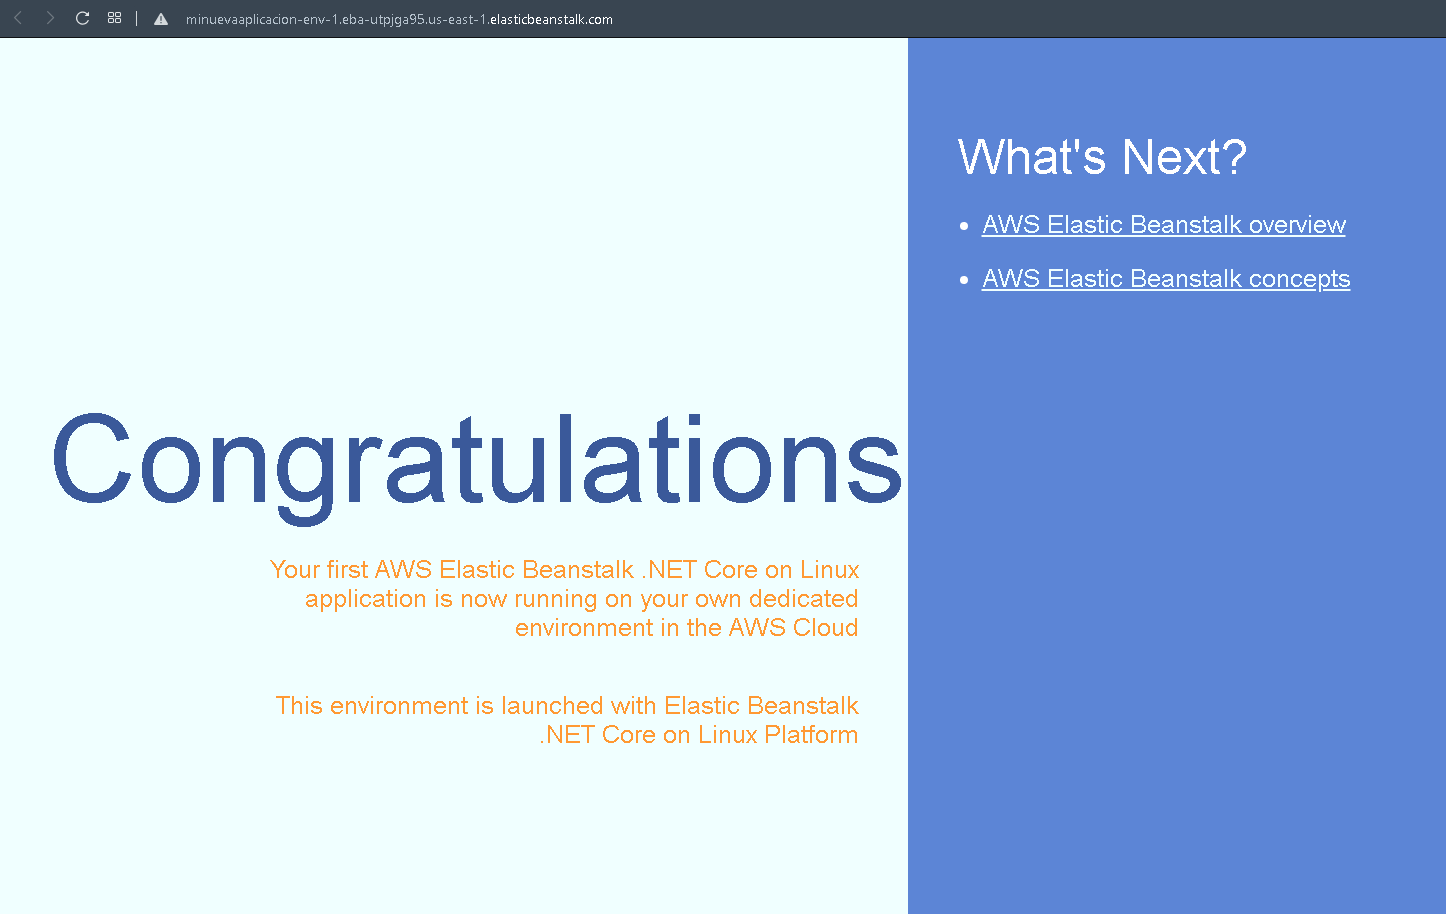 minuevaaplicacion-env-1.eba-utpjga95.us-east-1.elasticbeanstalk.com
Congratulations
Your first AWS Elastic Beanstalk .NET Core on Linux
application is now running on your own dedicated
environment in the AWS Cloud
This environment is launched with Elastic Beanstalk
.NET Core on Linux Platform
What's Next?
AWS Elastic Beanstalk overview
AWS Elastic Beanstalk concepts